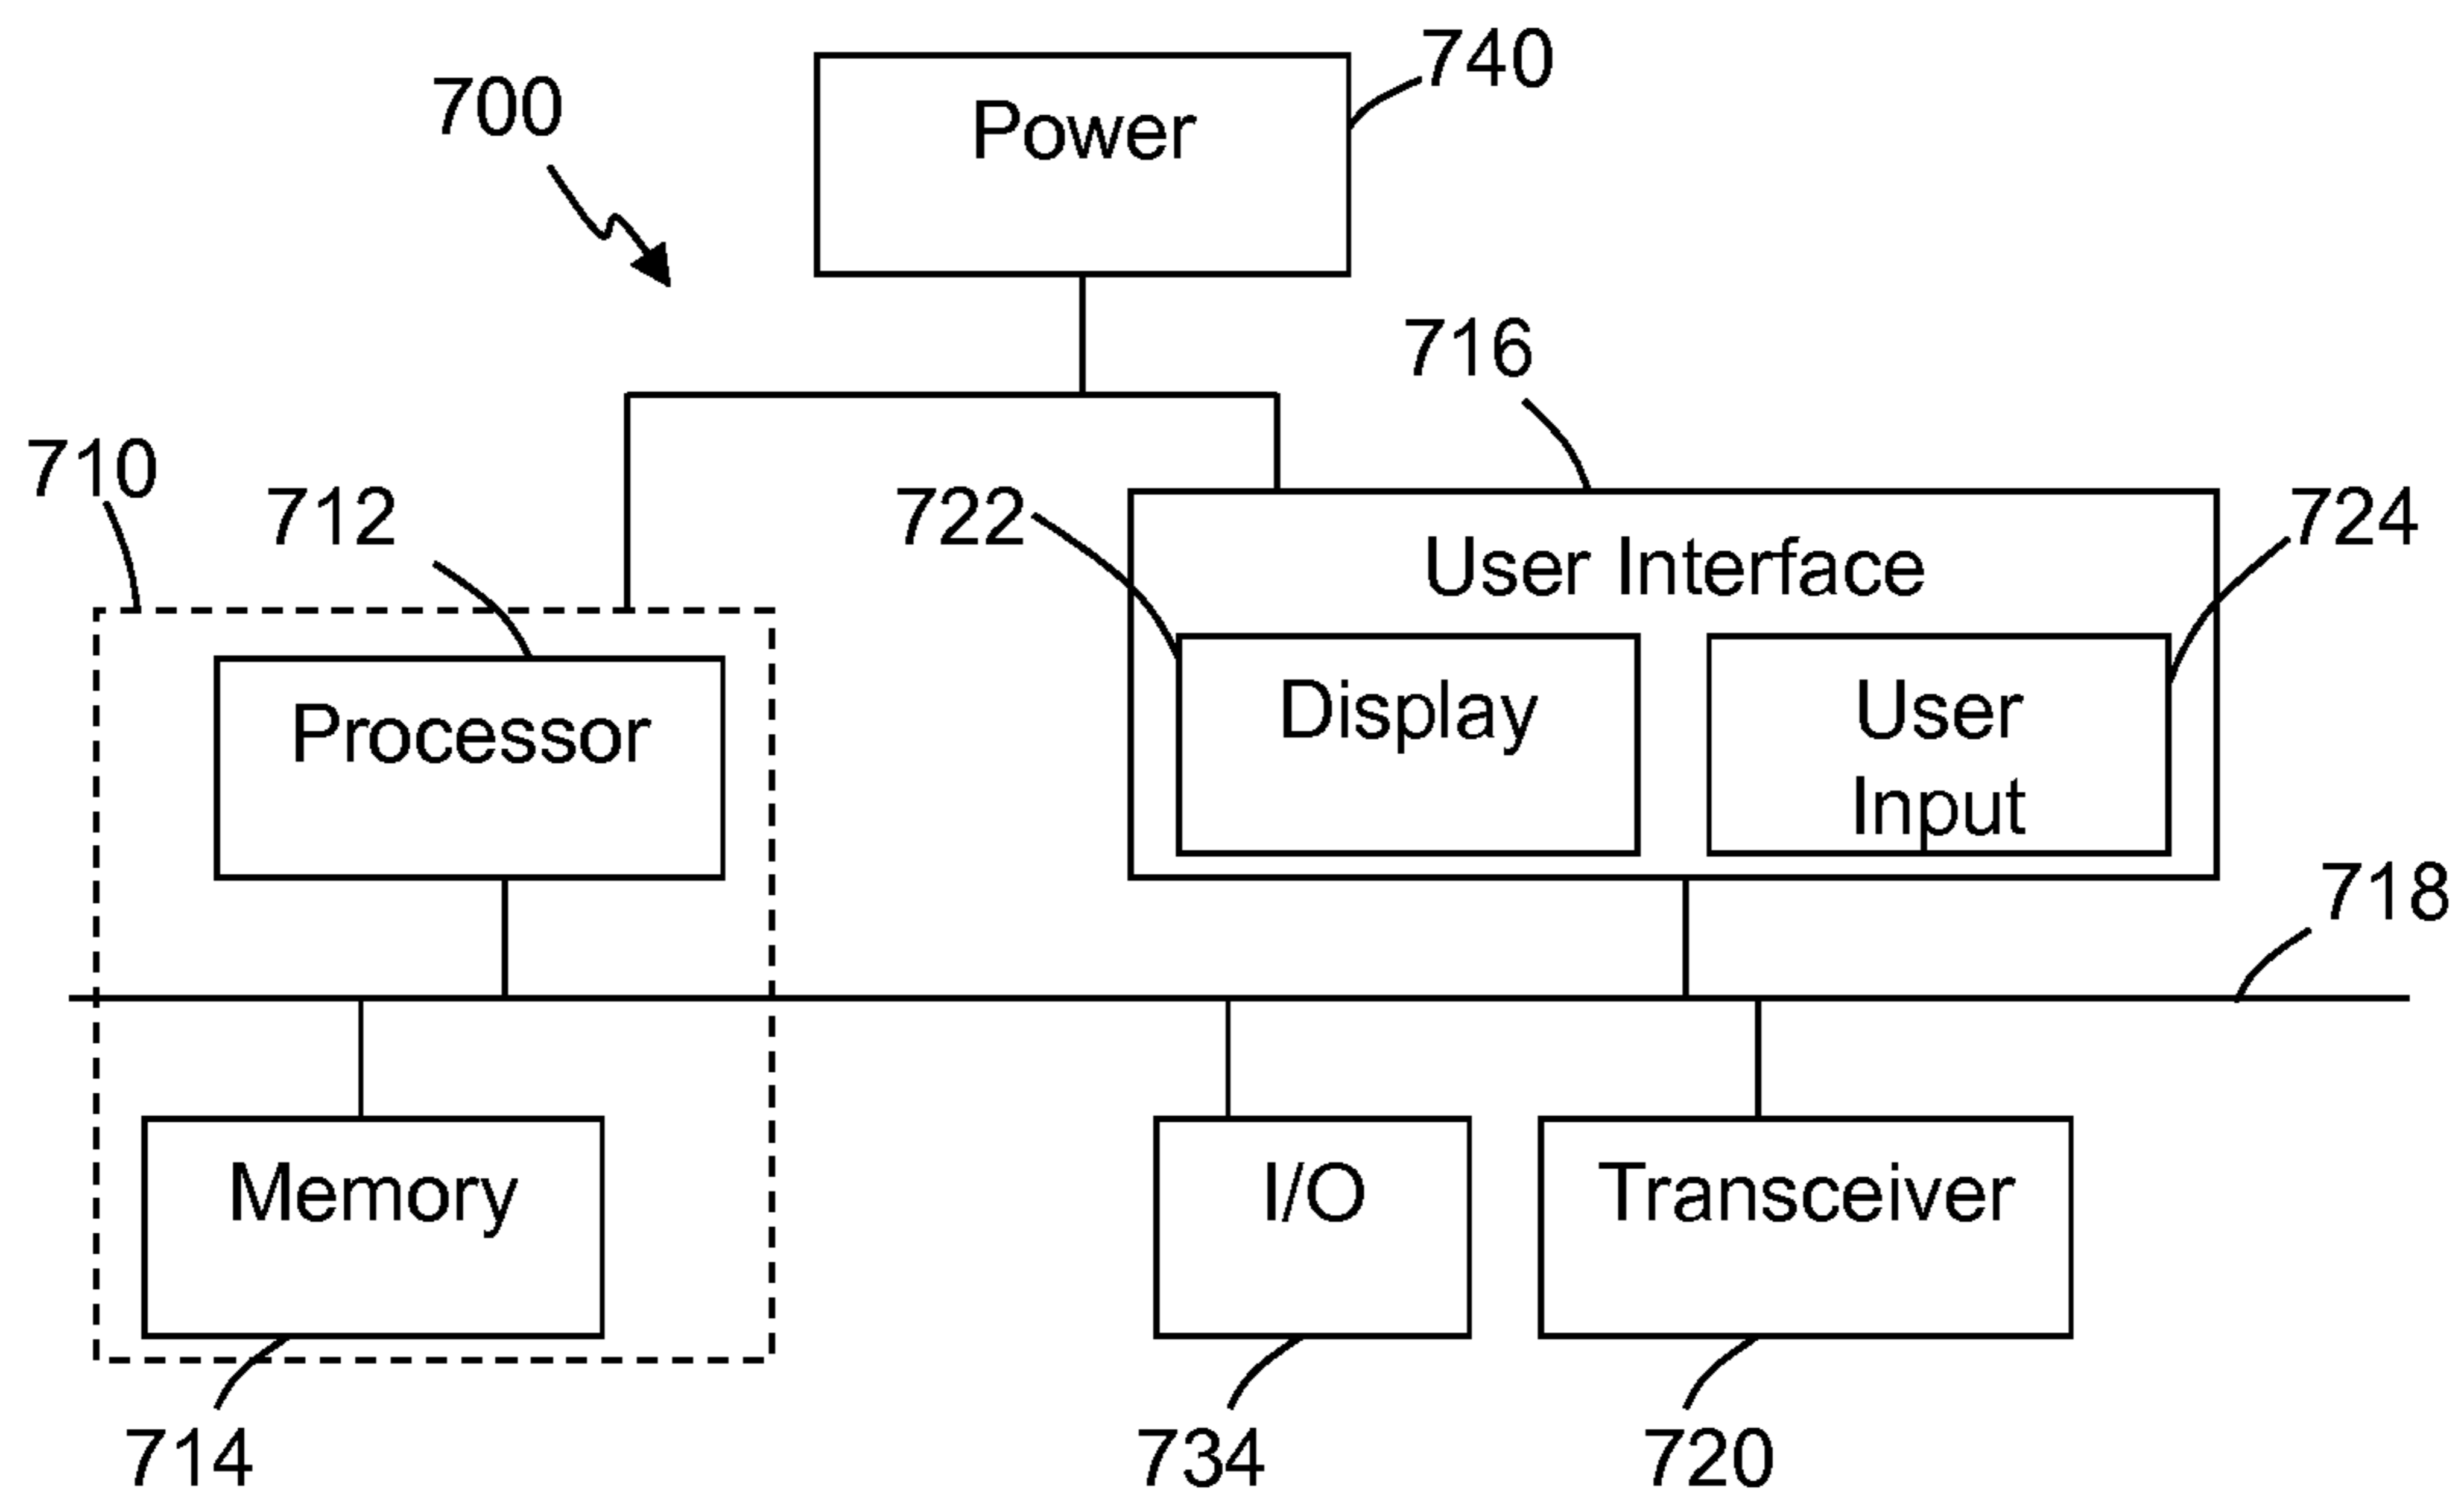 740
Power
700
716
710
712
722
724
User Interface
Processor
Display
User
Input
718
Memory
I/O
Transceiver
714
734
720